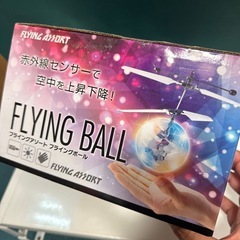 FLYING ASSORT
赤外線センサーで
空中を上昇下降!
FLYING BALL
フライングアソート フライングボール
FLYING ASSORT